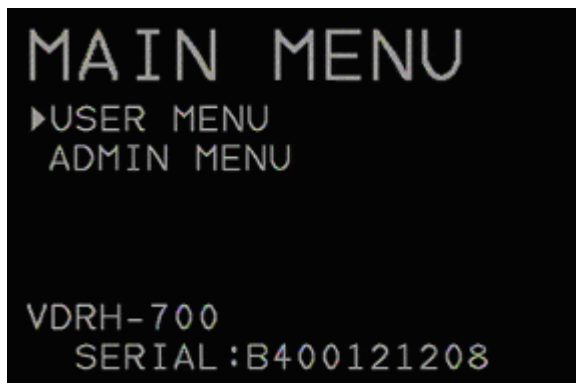 MAIN MENU
▶USER MENU
ADMIN MENU
VDRH-700
SERIAL:B400121208